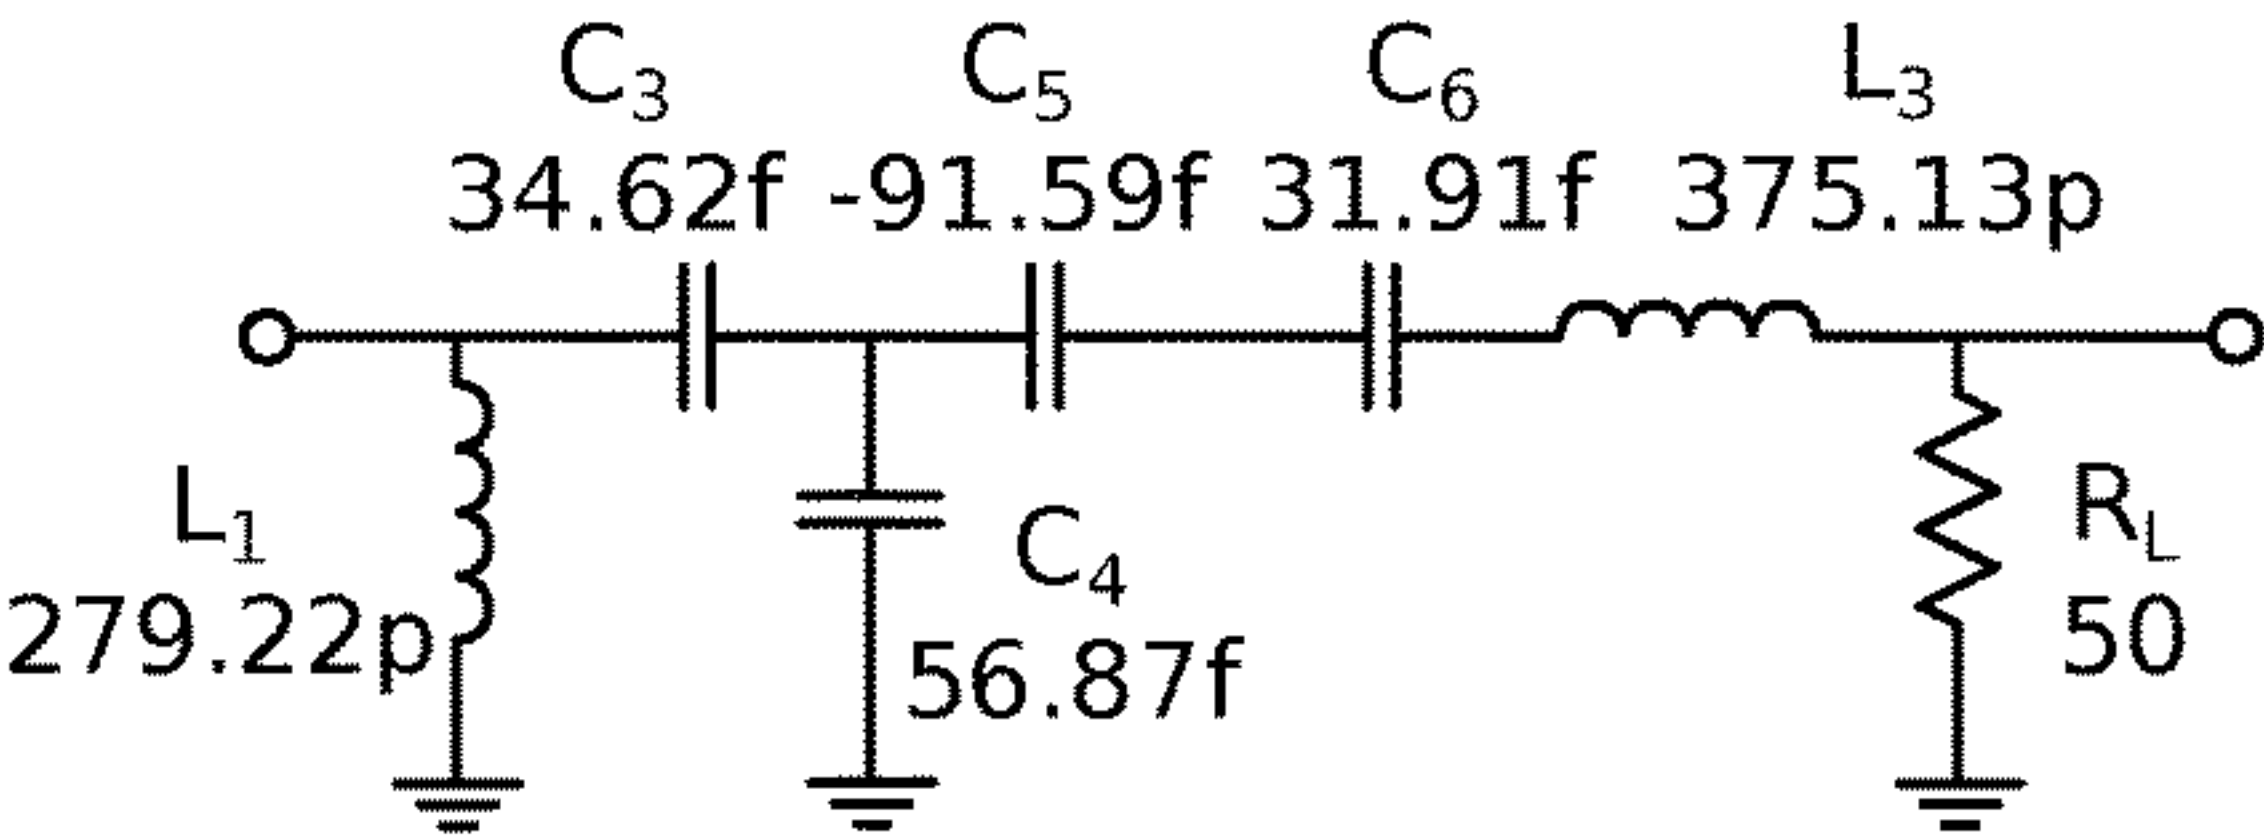 C₃ C₅ C₆ L₃
34.62f -91.59f 31.91f 375.13p
L₁
279.22p
C₄
56.87f
R_L
50